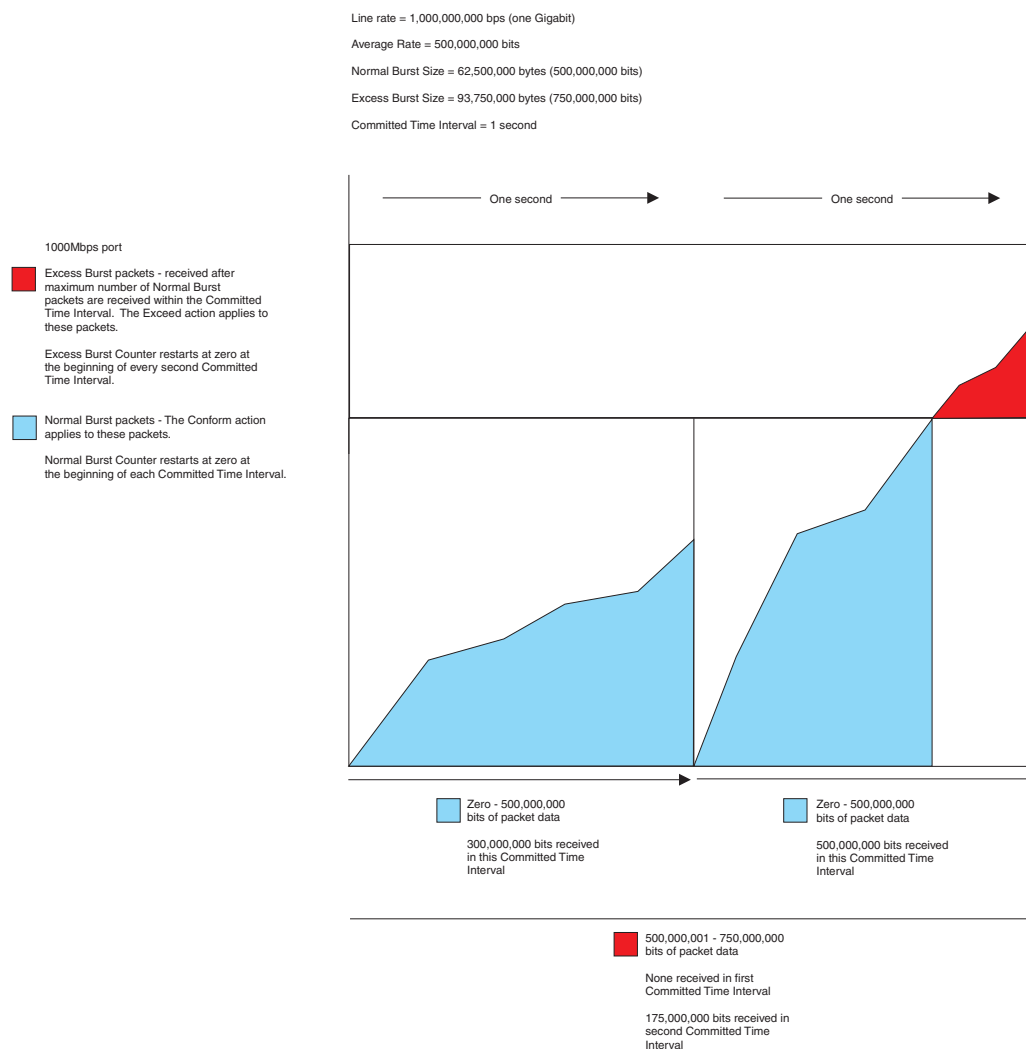 Line rate = 1,000,000,000 bps (one Gigabit)
Average Rate = 500,000,000 bits
Normal Burst Size = 62,500,000 bytes (500,000,000 bits)
Excess Burst Size = 93,750,000 bytes (750,000,000 bits)
Committed Time Interval = 1 second
One second
One second
1000Mbps port
Excess Burst packets - received after
maximum number of Normal Burst
packets are received within the Committed
Time Interval. The Exceed action applies to
these packets.
Excess Burst Counter restarts at zero at
the beginning of every second Committed
Time Interval.
Normal Burst packets - The Conform action
applies to these packets.
Normal Burst Counter restarts at zero at
the beginning of each Committed Time Interval.
Zero - 500,000,000
bits of packet data
300,000,000 bits received
in this Committed Time
Interval
Zero - 500,000,000
bits of packet data
500,000,000 bits received
in this Committed Time
Interval
500,000,001 - 750,000,000
bits of packet data
None received in first
Committed Time Interval
175,000,000 bits received in
second Committed Time
Interval